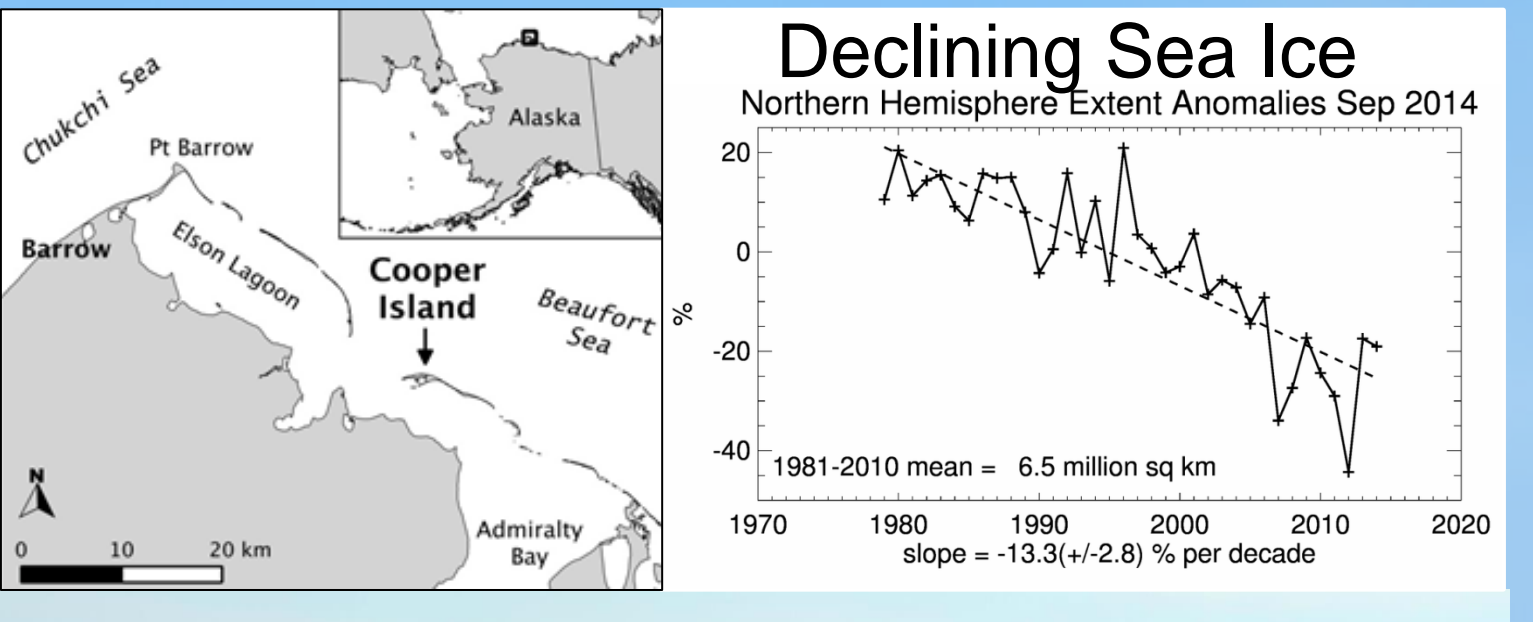 Chukchi Sea
Pt Barrow
Barrow
Elson Lagoon
Alaska
Cooper
Island
Beaufort
Sea
Admiralty
Bay
N
0 10 20 km
Declining Sea Ice
Northern Hemisphere Extent Anomalies Sep 2014
20
0
-20
-40
%
1981-2010 mean = 6.5 million sq km
1970 1980 1990 2000 2010 2020
slope = -13.3(+/-2.8) % per decade